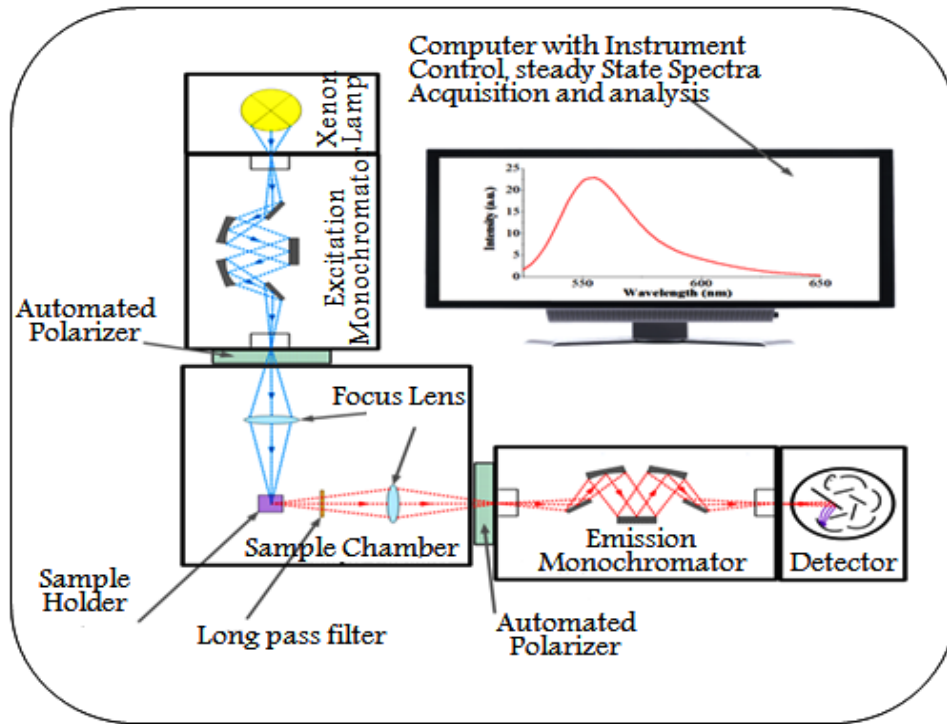 Computer with Instrument
Control, steady State Spectra
Acquisition and analysis
Xenon
Lamp
Excitation
Monochromator
25
20
15
10
5
0
Intensity (a.u.)
550
600
650
Wavelength (nm)
Automated
Polarizer
Focus Lens
Sample Chamber
Emission
Monochromator
Detector
Sample
Holder
Long pass filter
Automated
Polarizer